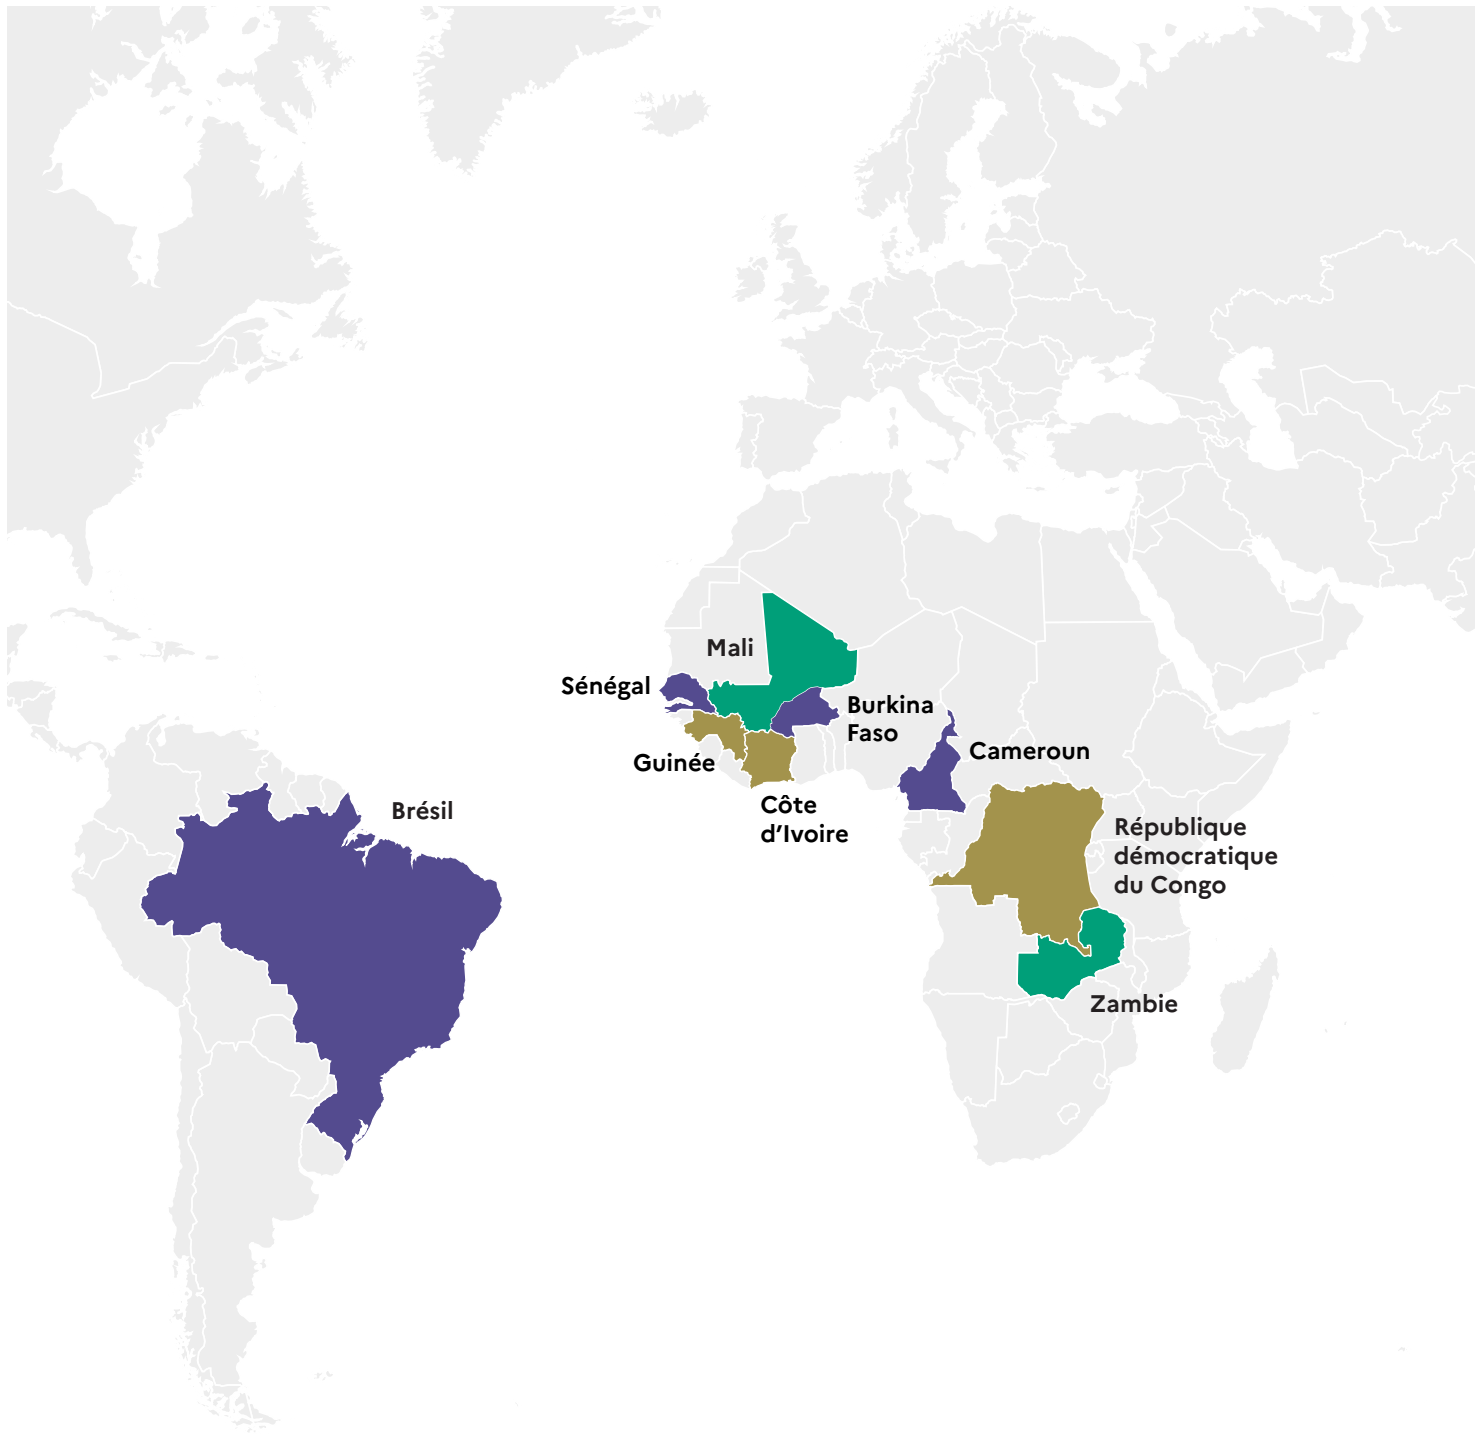 Mali
Sénégal
Burkina
Faso
Guinée
Cameroun
Côte
d’Ivoire
Brésil
République
démocratique
du Congo
Zambie